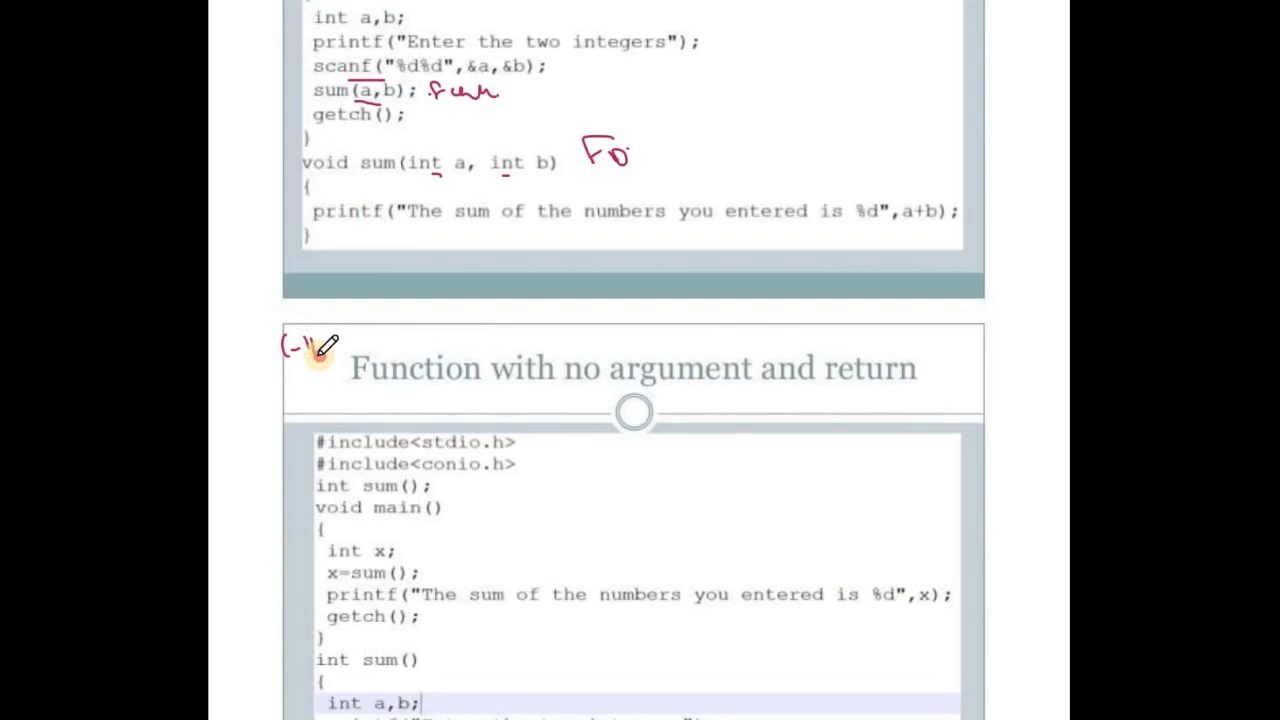 int a,b;
printf("Enter the two integers");
scanf("%d%d",&a,&b);
sum(a,b);
getch();
}
void sum(int a, int b) FD
{
printf("The sum of the numbers you entered is %d",a+b);
}
Function with no argument and return
#include<stdio.h>
#include<conio.h>
int sum();
void main()
{
int x;
x=sum();
printf("The sum of the numbers you entered is %d",x);
getch();
}
int sum()
{
int a,b;